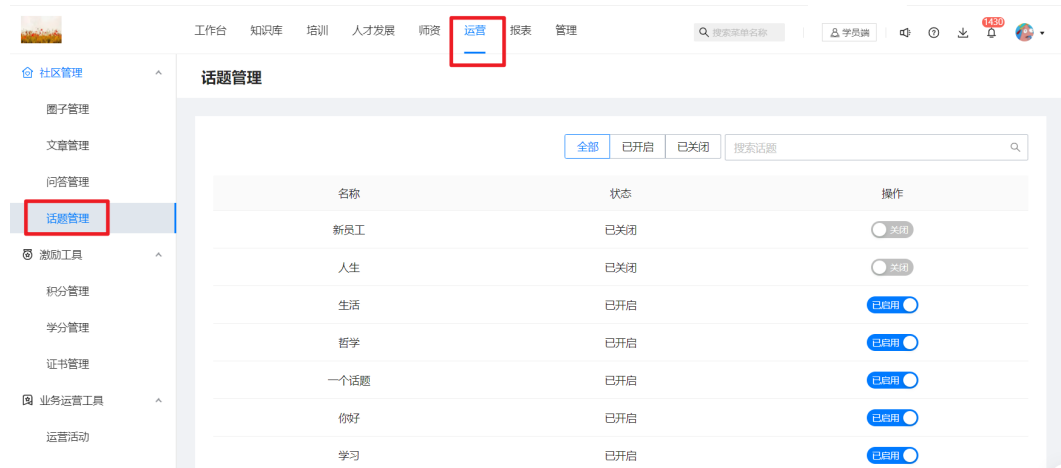 工作台 知识库 培训 人才发展 师资 运营 报表 管理 搜索菜单名称 学员端 1430
社区管理
话题管理
圈子管理
文章管理
全部 已开启 已关闭 搜索话题
问答管理
名称 状态 操作
话题管理
新员工 已关闭 关闭
激励工具
人生 已关闭 关闭
积分管理
生活 已开启 已启用
学分管理
哲学 已开启 已启用
证书管理
一个话题 已开启 已启用
业务运营工具
你好 已开启 已启用
运营活动
学习 已开启 已启用